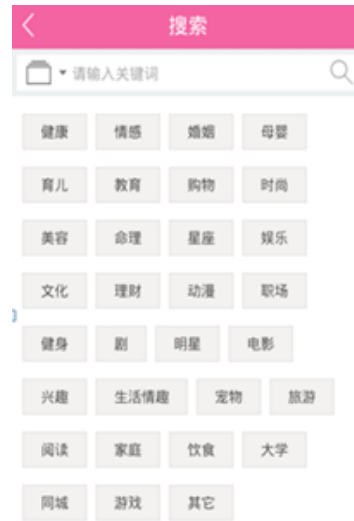 搜索
请输入关键词
健康 情感 婚姻 母婴
育儿 教育 购物 时尚
美容 命理 星座 娱乐
文化 理财 动漫 职场
健身 剧 明星 电影
兴趣 生活情趣 宠物 旅游
阅读 家庭 饮食 大学
同城 游戏 其它